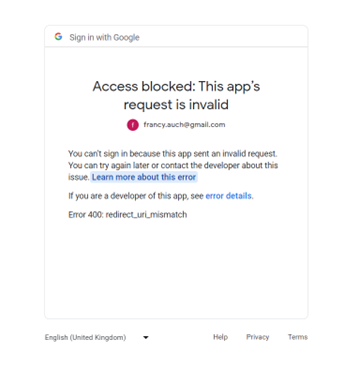 Sign in with Google
Access blocked: This app's
request is invalid
f francy.auch@gmail.com
You can't sign in because this app sent an invalid request.
You can try again later or contact the developer about this
issue. Learn more about this error
If you are a developer of this app, see error details.
Error 400: redirect_uri_mismatch
English (United Kingdom) Help Privacy Terms